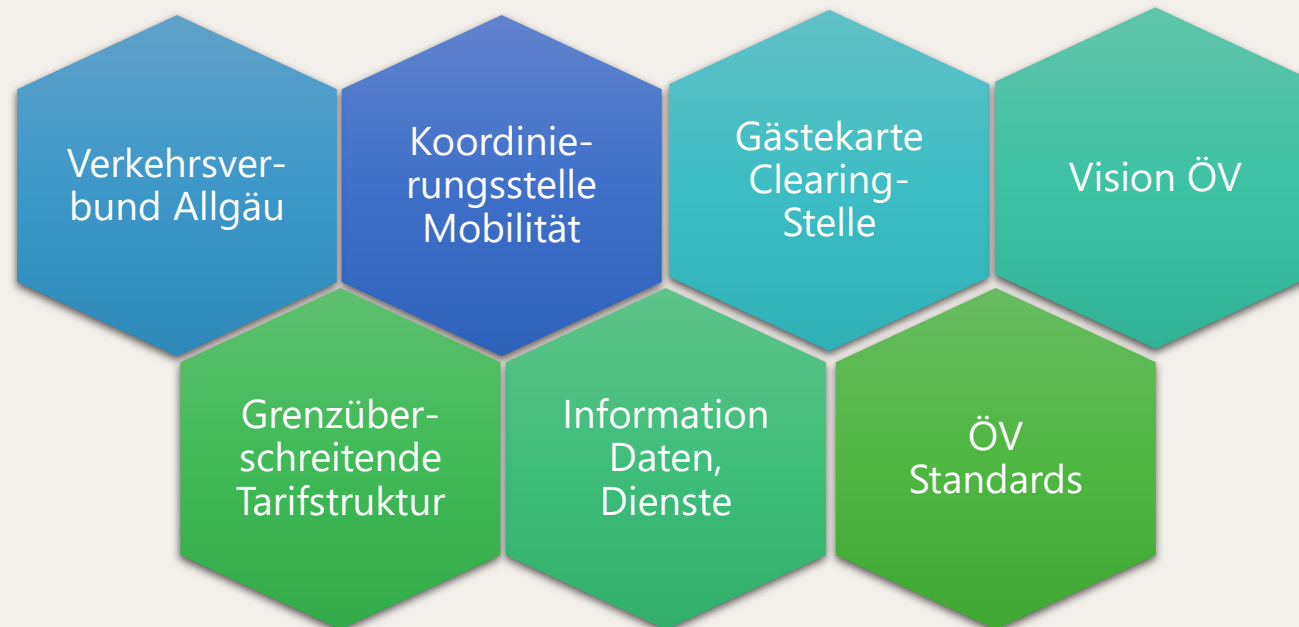 Verkehrsver-
bund Allgäu
Koordinie-
rungsstelle
Mobilität
Gästekarte
Clearing-
Stelle
Vision ÖV
Grenzüber-
schreitende
Tarifstruktur
Information
Daten,
Dienste
ÖV
Standards